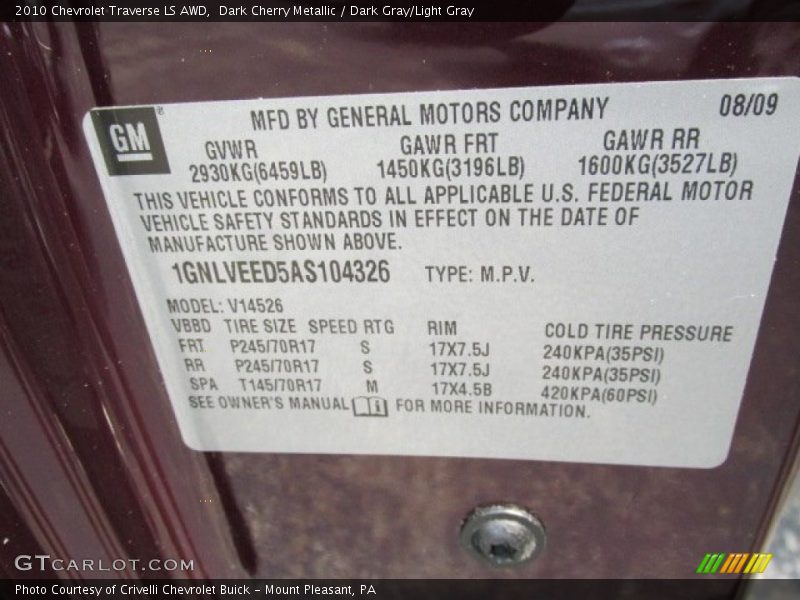 2010 Chevrolet Traverse LS AWD,  Dark Cherry Metallic / Dark Gray/Light Gray
GM
MFD BY GENERAL MOTORS COMPANY 08/09
GVWR GAWR FRT GAWR RR
2930KG(6459LB) 1450KG(3196LB) 1600KG(3527LB)
THIS VEHICLE CONFORMS TO ALL APPLICABLE U.S. FEDERAL MOTOR
VEHICLE SAFETY STANDARDS IN EFFECT ON THE DATE OF
MANUFACTURE SHOWN ABOVE.
1GNLVEED5AS104326 TYPE: M.P.V.
MODEL: V14526
VBBD TIRE SIZE SPEED RTG RIM COLD TIRE PRESSURE
FRT P245/70R17 S 17X7.5J 240KPA(35PSI)
RR P245/70R17 S 17X7.5J 240KPA(35PSI)
SPA T145/70R17 M 17X4.5B 420KPA(60PSI)
SEE OWNER'S MANUAL FOR MORE INFORMATION.
GTCARLOT.COM
Photo Courtesy of Crivelli Chevrolet Buick - Mount Pleasant, PA